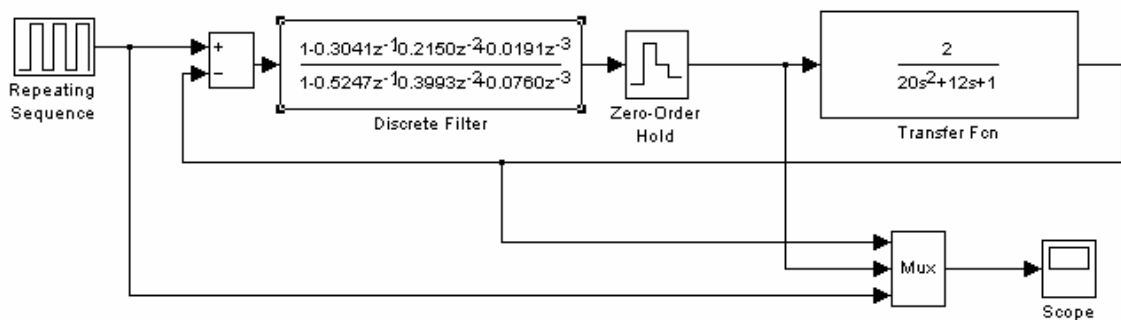 Repeating
Sequence
+
−
1-0.3041z⁻¹0.2150z⁻²0.0191z⁻³
1-0.5247z⁻¹0.3993z⁻²0.0760z⁻³
Discrete Filter
Zero-Order
Hold
2
20s²+12s+1
Transfer Fcn
Mux
Scope